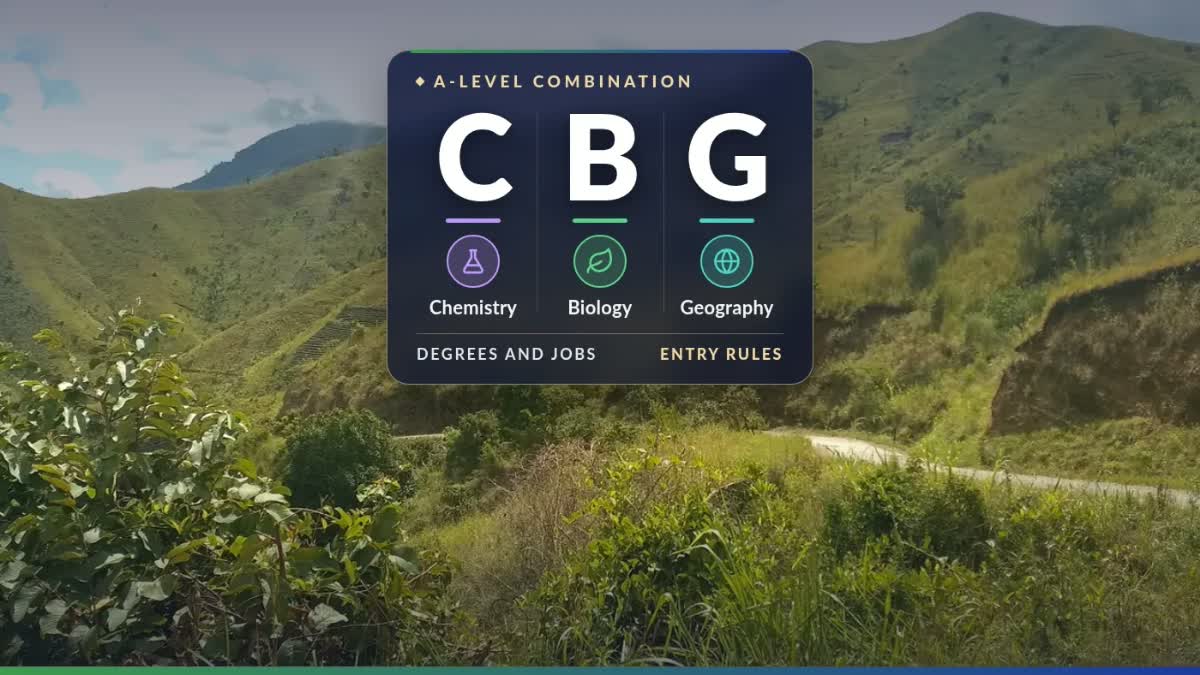 A-LEVEL COMBINATION
C B G
Chemistry Biology Geography
DEGREES AND JOBS ENTRY RULES